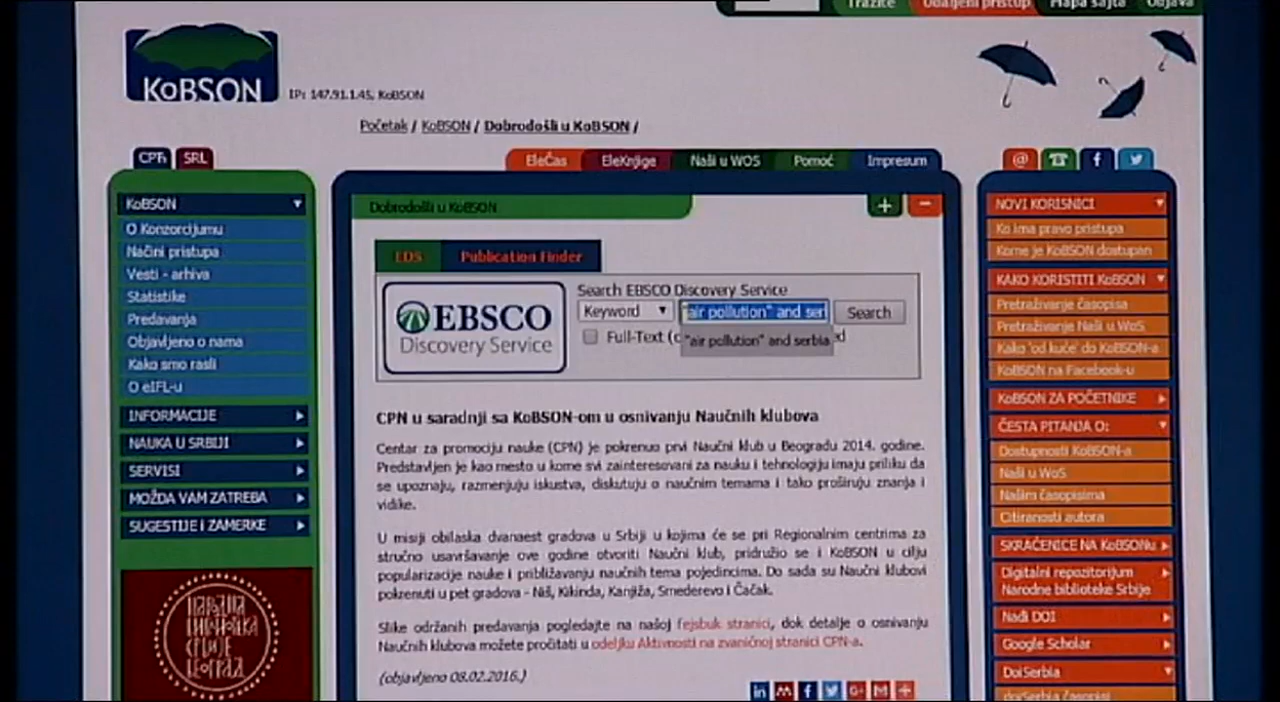 Tražite
Udaljeni pristup
Mapa sajta
Odjava
KoBSON
IP: 147.91.1.45, KoBSON
Početak / KoBSON / Dobrodošli u KoBSON /
СРЋ
SRL
EleČas
EleKnjige
Naši u WOS
Pomoć
Impresum
@
KoBSON
O Konzorcijumu
Načini pristupa
Vesti - arhiva
Statistike
Predavanja
Objavljeno o nama
Kako smo rasli
O eIFL-u
INFORMACIJE
NAUKA U SRBIJI
SERVISI
MOŽDA VAM ZATREBA
SUGESTIJE I ZAMERKE
НАРОДНА
БИБЛИОТЕКА
СРБИЈЕ
БЕОГРАД
Dobrodošli u KoBSON
EDS
Publication Finder
EBSCO
Discovery Service
Search EBSCO Discovery Service
Keyword
"air pollution" and ser
Search
Full-Text (
"air pollution" and serbia
CPN u saradnji sa KoBSON-om u osnivanju Naučnih klubova
Centar za promociju nauke (CPN) je pokrenuo prvi Naučni klub u Beogradu 2014. godine.
Predstavljen je kao mesto u kome svi zainteresovani za nauku i tehnologiju imaju priliku da
se upoznaju, razmenjuju iskustva, diskutuju o naučnim temama i tako proširuju znanja i
vidike.
U misiji obilaska dvanaest gradova u Srbiji u kojima će se pri Regionalnim centrima za
stručno usavršavanje ove godine otvoriti Naučni klub, pridružio se i KoBSON u cilju
popularizacije nauke i približavanju naučnih tema pojedincima. Do sada su Naučni klubovi
pokrenuti u pet gradova - Niš, Kikinda, Kanjiža, Smederevo i Čačak.
Slike održanih predavanja pogledajte na našoj fejsbuk stranici, dok detalje o osnivanju
Naučnih klubova možete pročitati u odeljku Aktivnosti na zvaničnoj stranici CPN-a.
(objavljeno 08.02.2016.)
NOVI KORISNICI
Ko ima pravo pristupa
Kome je KoBSON dostupan
KAKO KORISTITI KoBSON
Pretraživanje časopisa
Pretraživanje Naši u WoS
Kako 'od kuće' do KoBSON-a
KoBSON na Facebook-u
KoBSON ZA POČETNIKE
ČESTA PITANJA O:
Dostupnosti KoBSON-a
Naši u WoS
Našim časopisima
Citiranosti autora
SKRAĆENICE NA KoBSONu
Digitalni repozitorijum
Narodne biblioteke Srbije
Nađi DOI
Google Scholar
DoiSerbia
doiSerbia časopisi